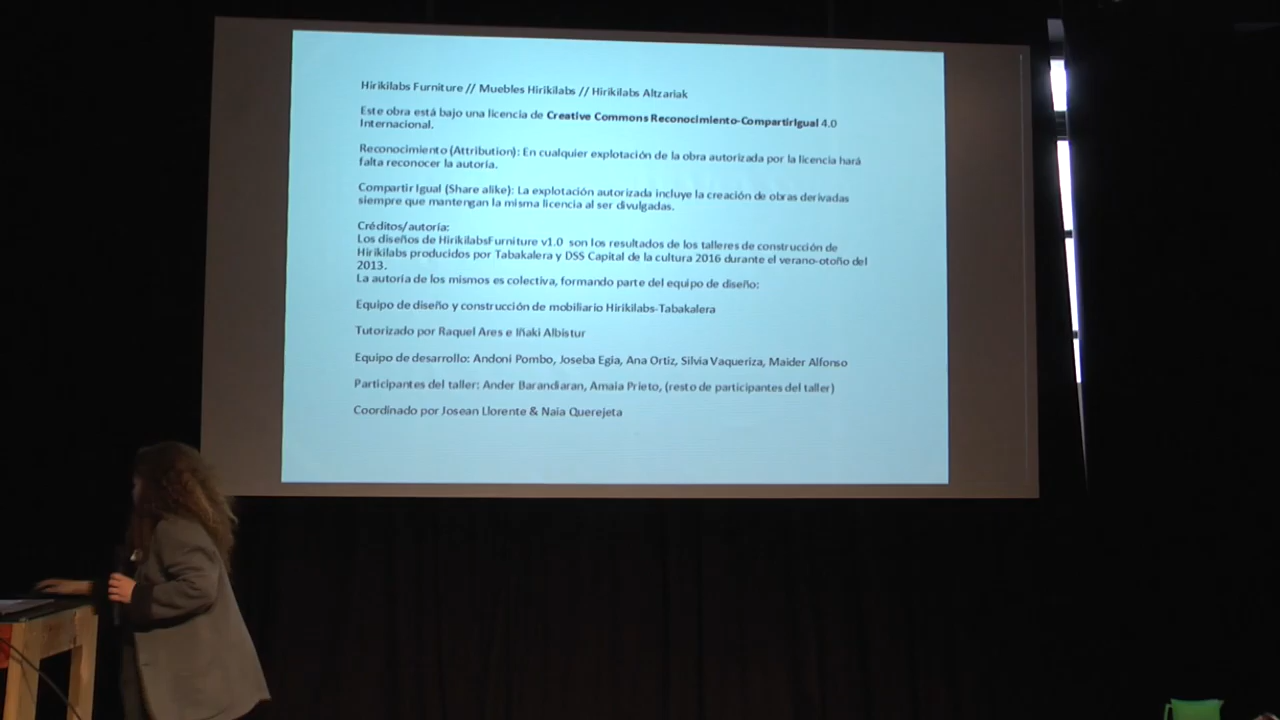 Hirikilabs Furniture // Muebles Hirikilabs // Hirikilabs Altzariak
Este obra está bajo una licencia de Creative Commons Reconocimiento-CompartirIgual 4.0
Internacional.
Reconocimiento (Attribution): En cualquier explotación de la obra autorizada por la licencia hará
falta reconocer la autoría.
Compartir Igual (Share alike): La explotación autorizada incluye la creación de obras derivadas
siempre que mantengan la misma licencia al ser divulgadas.
Créditos/autoría:
Los diseños de HirikilabsFurniture v1.0 son los resultados de los talleres de construcción de
Hirikilabs producidos por Tabakalera y DSS Capital de la cultura 2016 durante el verano-otoño del
2013.
La autoría de los mismos es colectiva, formando parte del equipo de diseño:
Equipo de diseño y construcción de mobiliario Hirikilabs-Tabakalera
Tutorizado por Raquel Ares e Iñaki Albistur
Equipo de desarrollo: Andoni Pombo, Joseba Egia, Ana Ortiz, Silvia Vaqueriza, Maider Alfonso
Participantes del taller: Ander Barandiaran, Amaia Prieto, (resto de participantes del taller)
Coordinado por Josean Llorente & Naia Querejeta